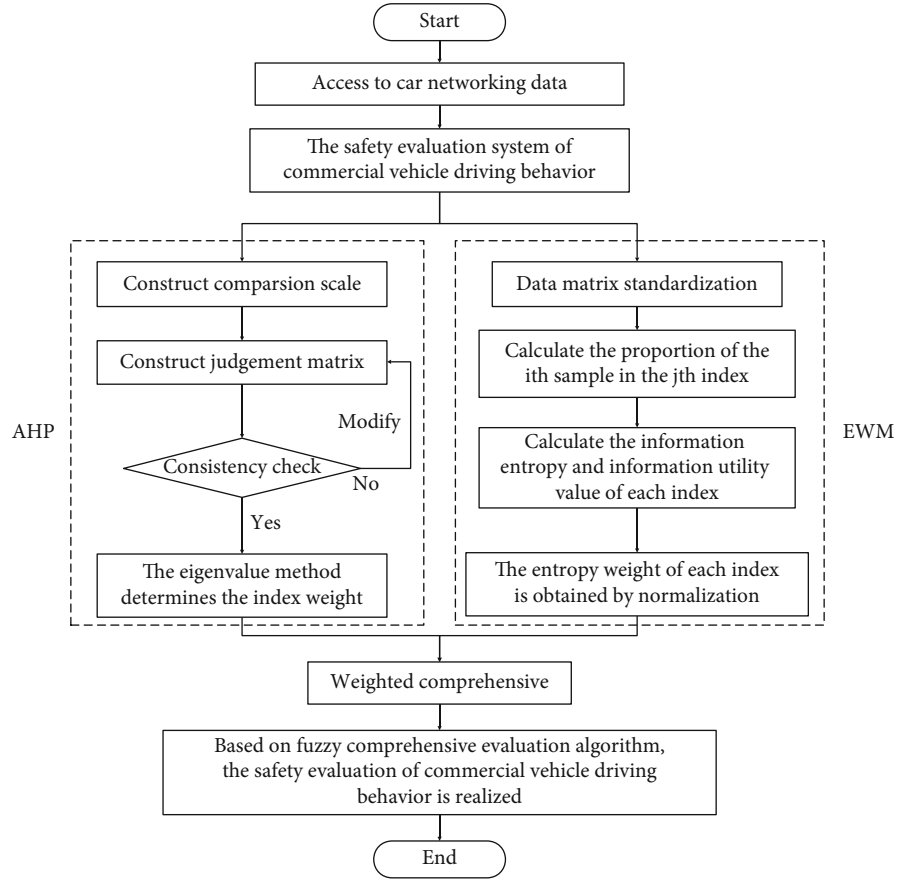 Start
Access to car networking data
The safety evaluation system of
commercial vehicle driving behavior
AHP
Construct comparsion scale
Construct judgement matrix
Modify
Consistency check
No
Yes
The eigenvalue method
determines the index weight
Data matrix standardization
Calculate the proportion of the
ith sample in the jth index
Calculate the information
entropy and information utility
value of each index
The entropy weight of each index
is obtained by normalization
EWM
Weighted comprehensive
Based on fuzzy comprehensive evaluation algorithm,
the safety evaluation of commercial vehicle driving
behavior is realized
End